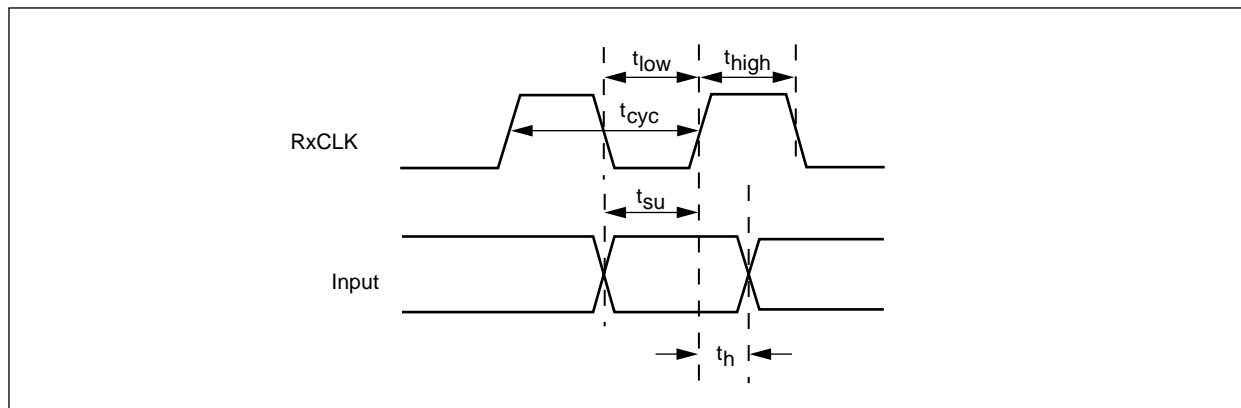 tlow
thigh
tcyc
RxCLK
tsu
Input
th